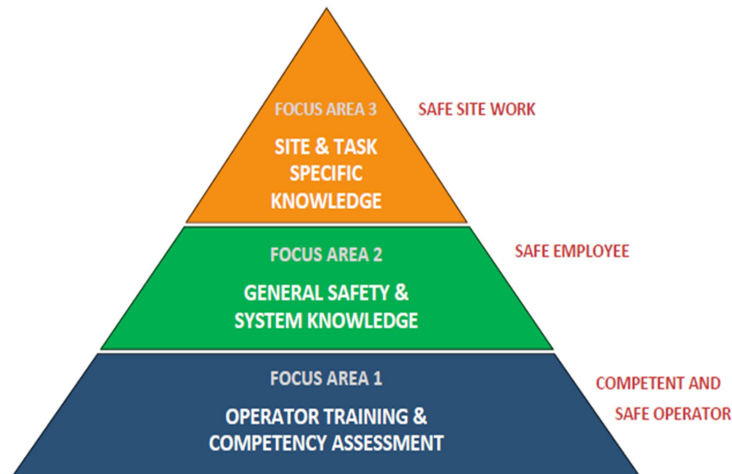 FOCUS AREA 3
SAFE SITE WORK
SITE & TASK
SPECIFIC
KNOWLEDGE
FOCUS AREA 2
SAFE EMPLOYEE
GENERAL SAFETY &
SYSTEM KNOWLEDGE
FOCUS AREA 1
COMPETENT AND
SAFE OPERATOR
OPERATOR TRAINING &
COMPETENCY ASSESSMENT